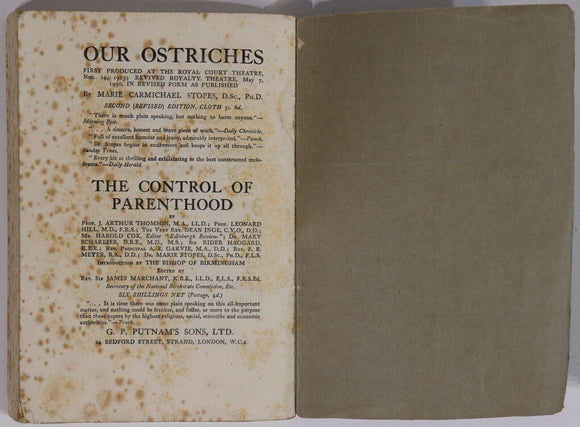 OUR OSTRICHES
FIRST PRODUCED AT THE ROYAL COURT THEATRE,
Nov. 14, 1923; REVIVED ROYALTY THEATRE, MAY 7,
1930, IN REVISED FORM AS PUBLISHED
BY MARIE CARMICHAEL STOPES, D.Sc., PH.D.
SECOND (REVISED) EDITION, CLOTH 3s. 6d.
"There is much plain speaking, but nothing to harm anyone."—
Morning Post.
". . . A sincere, honest and brave piece of work."—Daily Chronicle.
"Full of excellent humour and irony, admirably interpreted."—Punch.
"Dr. Stopes begins in excitement and keeps it up all through."—
Sunday Times.
"Every bit as thrilling and exhilarating as the best constructed melo-
drama."—Daily Herald.
THE CONTROL OF
PARENTHOOD
BY
PROF. J. ARTHUR THOMSON, M.A., LL.D.; PROF. LEONARD
HILL, M.D., F.R.S.; THE VERY REV. DEAN INGE, C.V.O., D.D.;
MR. HAROLD COX, Editor "Edinburgh Review"; DR. MARY
SCHARLIEB, D.B.E., M.D., M.S.; SIR RIDER HAGGARD,
K.B.E.; REV. PRINCIPAL A. E. GARVIE, M.A., D.D.; REV. F. B.
MEYER, B.A., D.D.; DR. MARIE STOPES, D.Sc., PH.D.; F.L.S.
INTRODUCTION BY THE BISHOP OF BIRMINGHAM
EDITED BY
REV. SIR JAMES MARCHANT, K.B.E., LL.D., F.L.S., F.R.S.ED.
Secretary of the National Birth-rate Commission, Etc.
SIX SHILLINGS NET (Postage, 4d.)
". . . It is time there was some plain speaking on this all-important
matter, and nothing could be franker, and fuller, or more to the purpose
than these papers by the highest religious, social, scientific and economic
authorities."—Truth.
G. P. PUTNAM'S SONS, LTD.
24 BEDFORD STREET, STRAND, LONDON, W.C.2